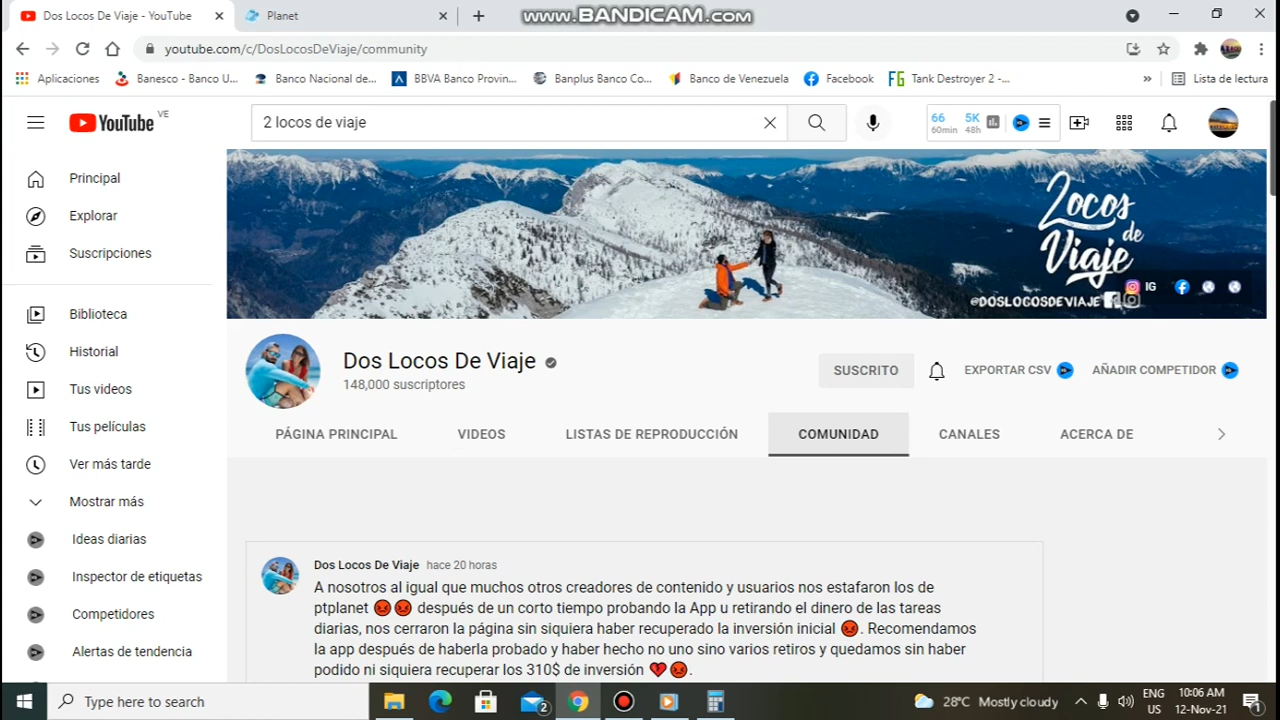 Dos Locos De Viaje - YouTube
Planet
www.BANDICAM.com
youtube.com/c/DosLocosDeViaje/community
Aplicaciones
Banesco - Banco U...
Banco Nacional de...
BBVA Banco Provin...
Banplus Banco Co...
Banco de Venezuela
Facebook
Tank Destroyer 2 -...
»
Lista de lectura
YouTube VE
2 locos de viaje
66 60min
5K 48h
2Locos
de
Viaje
IG
@DOSLOCOSDEVIAJE
Principal
Explorar
Suscripciones
Biblioteca
Historial
Tus videos
Tus películas
Ver más tarde
Mostrar más
Ideas diarias
Inspector de etiquetas
Competidores
Alertas de tendencia
Dos Locos De Viaje
148,000 suscriptores
SUSCRITO
EXPORTAR CSV
AÑADIR COMPETIDOR
PÁGINA PRINCIPAL VIDEOS LISTAS DE REPRODUCCIÓN COMUNIDAD CANALES ACERCA DE
Dos Locos De Viaje hace 20 horas
A nosotros al igual que muchos otros creadores de contenido y usuarios nos estafaron los de
ptplanet 😡😡 después de un corto tiempo probando la App u retirando el dinero de las tareas
diarias, nos cerraron la página sin siquiera haber recuperado la inversión inicial 😡. Recomendamos
la app después de haberla probado y haber hecho no uno sino varios retiros y quedamos sin haber
podido ni siquiera recuperar los 310$ de inversión 💔😡.
Type here to search
2
28°C Mostly cloudy
ENG
US
10:06 AM
12-Nov-21
1